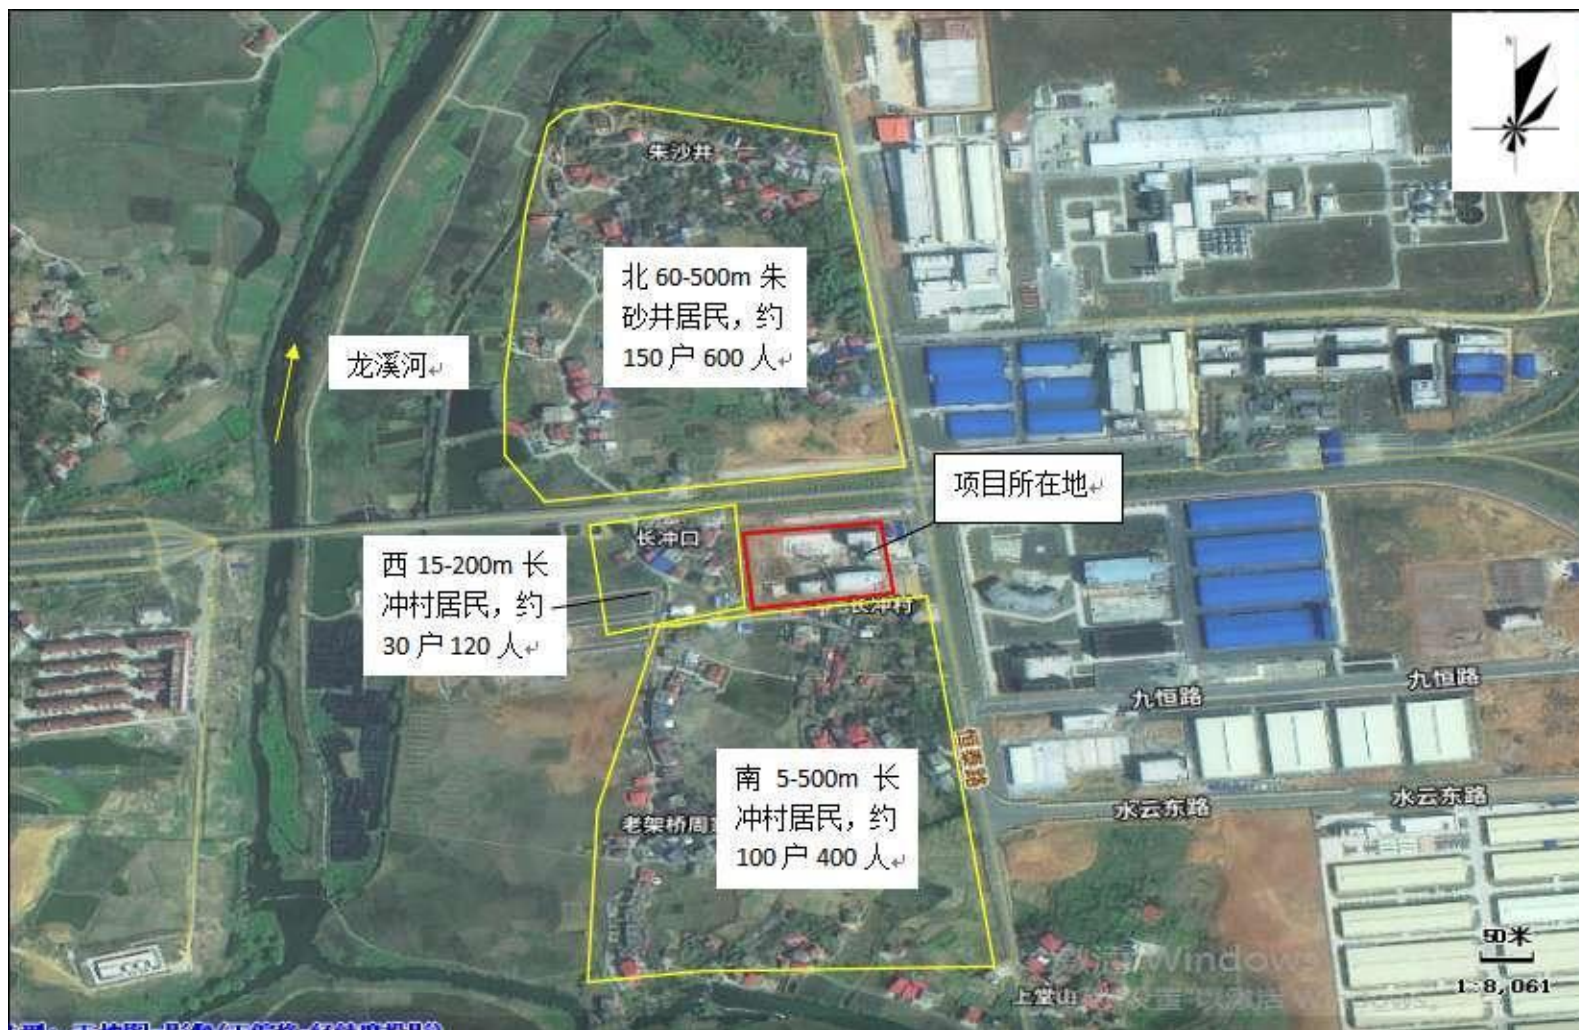 N
朱沙井
北 60-500m 朱
砂井居民，约
150 户 600 人
龙溪河
项目所在地
长冲口
西 15-200m 长
冲村居民，约
30 户 120 人
长冲村
九恒路
九恒路
恒泰路
南 5-500m 长
冲村居民，约
100 户 400 人
老架桥周
水云东路
水云东路
50米
1:8,061
上堂山
Windows